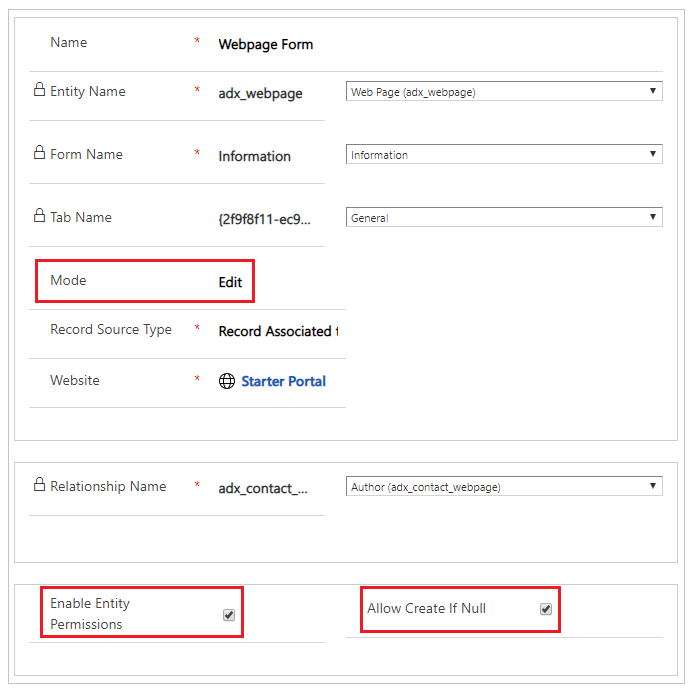 Name * Webpage Form
Entity Name * adx_webpage Web Page (adx_webpage)
Form Name * Information Information
Tab Name * {2f9f8f11-ec9... General
Mode Edit
Record Source Type * Record Associated t
Website * Starter Portal
Relationship Name * adx_contact_... Author (adx_contact_webpage)
Enable Entity
Permissions
Allow Create If Null